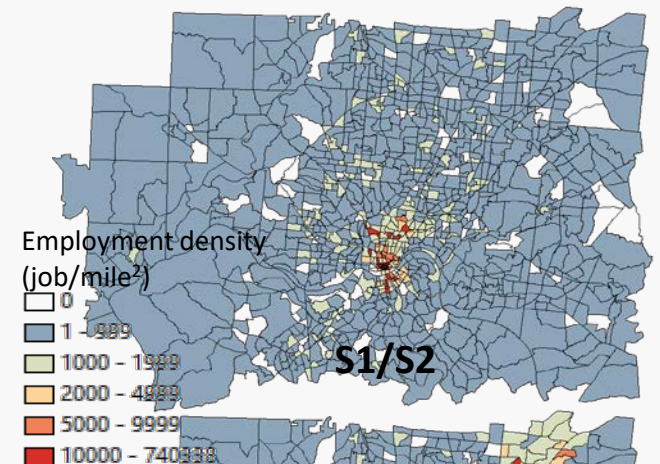 Employment density
(job/mile²)
0
1 - 999
1000 – 1999
2000 – 4999
5000 – 9999
10000 – 740338
S1/S2